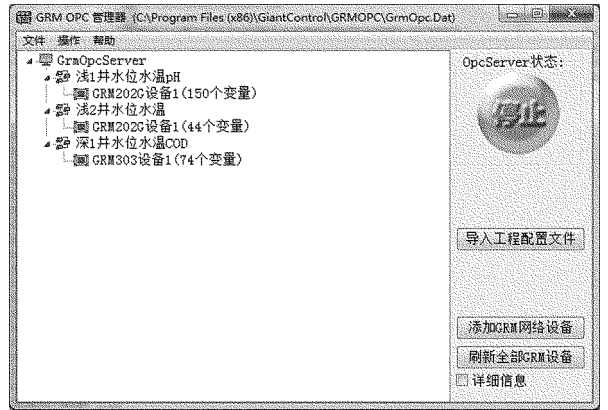 GRM OPC 管理器 (C:\Program Files (x86)\GiantControl\GRMOPC\GrmOpc.Dat)
文件 操作 帮助
GrmOpcServer
浅1井水位水温pH
GRM202G设备1(150个变量)
浅2井水位水温
GRM202G设备1(44个变量)
深1井水位水温COD
GRM303设备1(74个变量)
OpcServer状态:
停止
导入工程配置文件
添加GRM网络设备
刷新全部GRM设备
详细信息